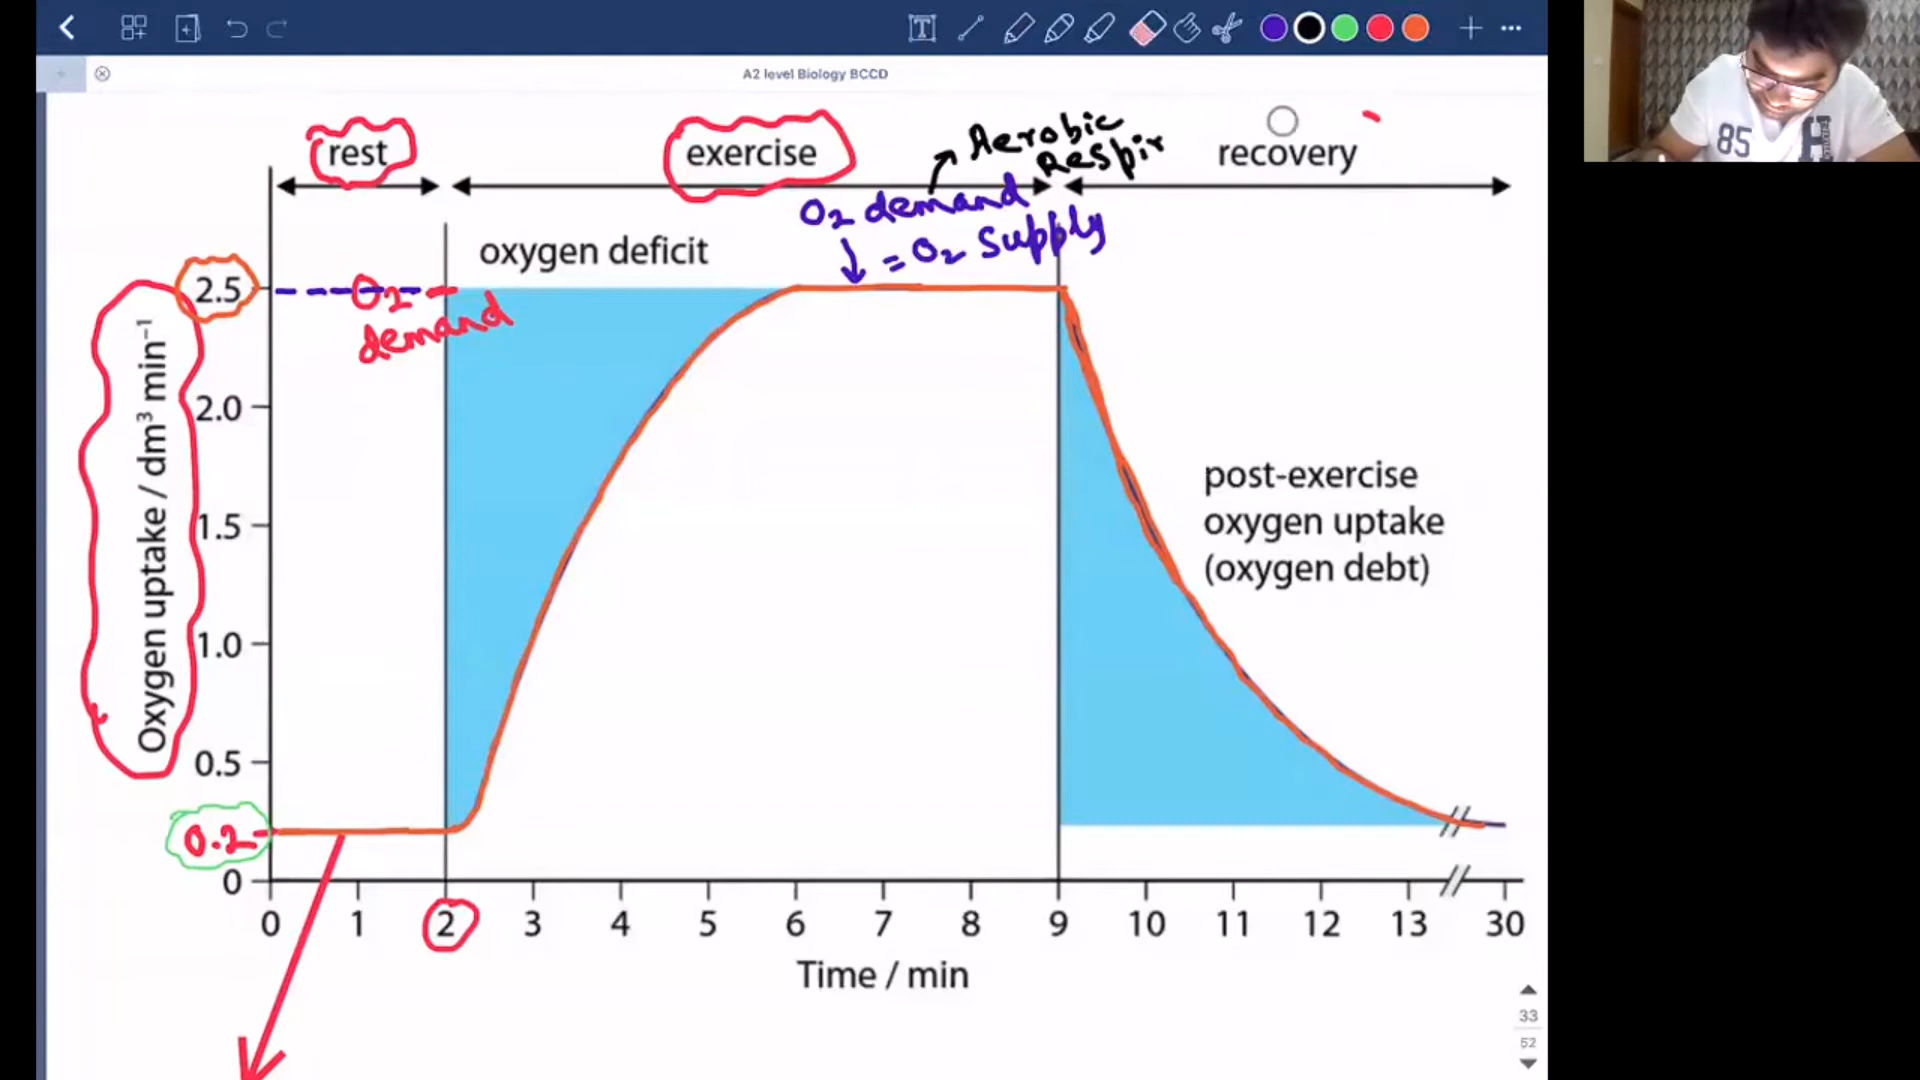 A2 level Biology BCCD
rest
exercise
Aerobic
Respir
recovery
O2 demand
= O2 Supply
oxygen deficit
2.5
O2
demand
2.0
1.5
1.0
0.5
0.2
0
Oxygen uptake / dm³ min⁻¹
post-exercise
oxygen uptake
(oxygen debt)
0 1 2 3 4 5 6 7 8 9 10 11 12 13 30
Time / min
33
52
85